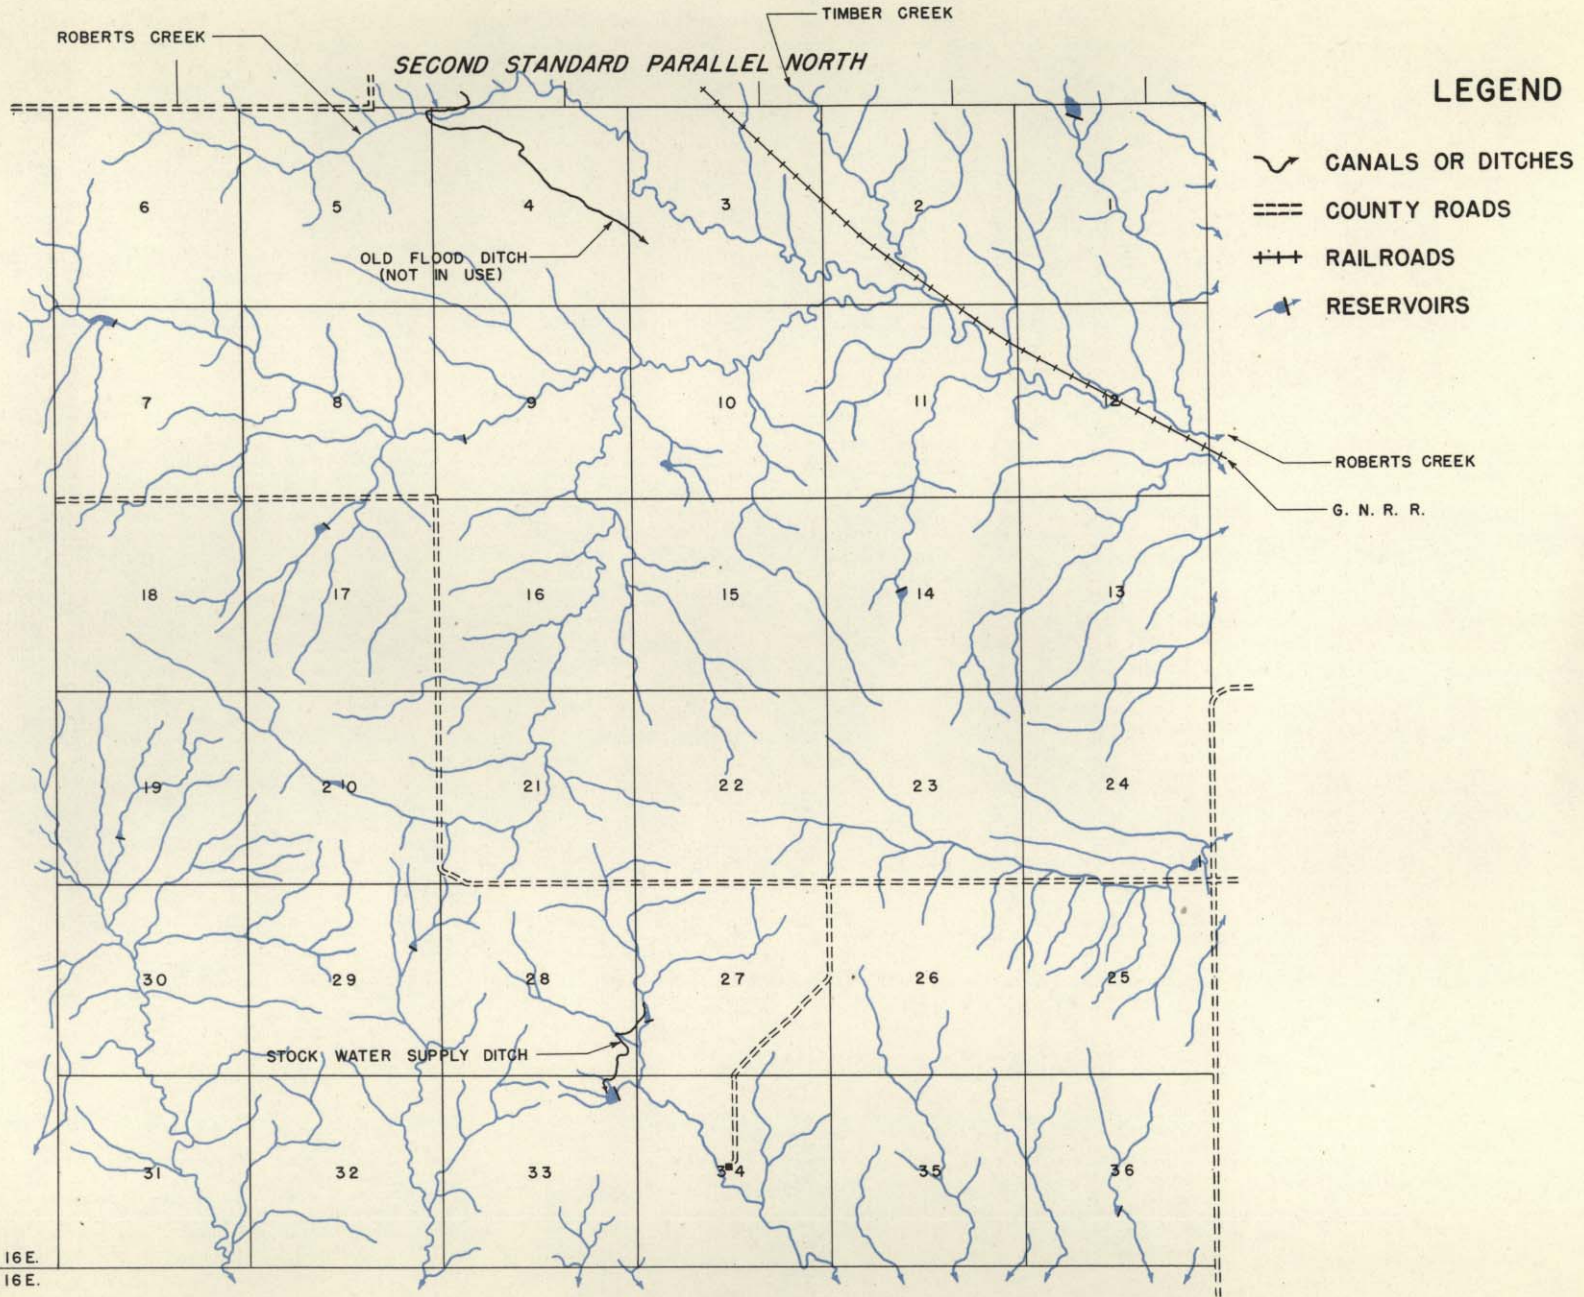 TIMBER CREEK
ROBERTS CREEK
SECOND STANDARD PARALLEL NORTH
LEGEND
CANALS OR DITCHES
COUNTY ROADS
RAILROADS
RESERVOIRS
6 5 4 3 2 1
OLD FLOOD DITCH
(NOT IN USE)
7 8 9 10 11 12
ROBERTS CREEK
G. N. R. R.
18 17 16 15 14 13
19 20 21 22 23 24
30 29 28 27 26 25
STOCK WATER SUPPLY DITCH
31 32 33 34 35 36
16E.
16E.